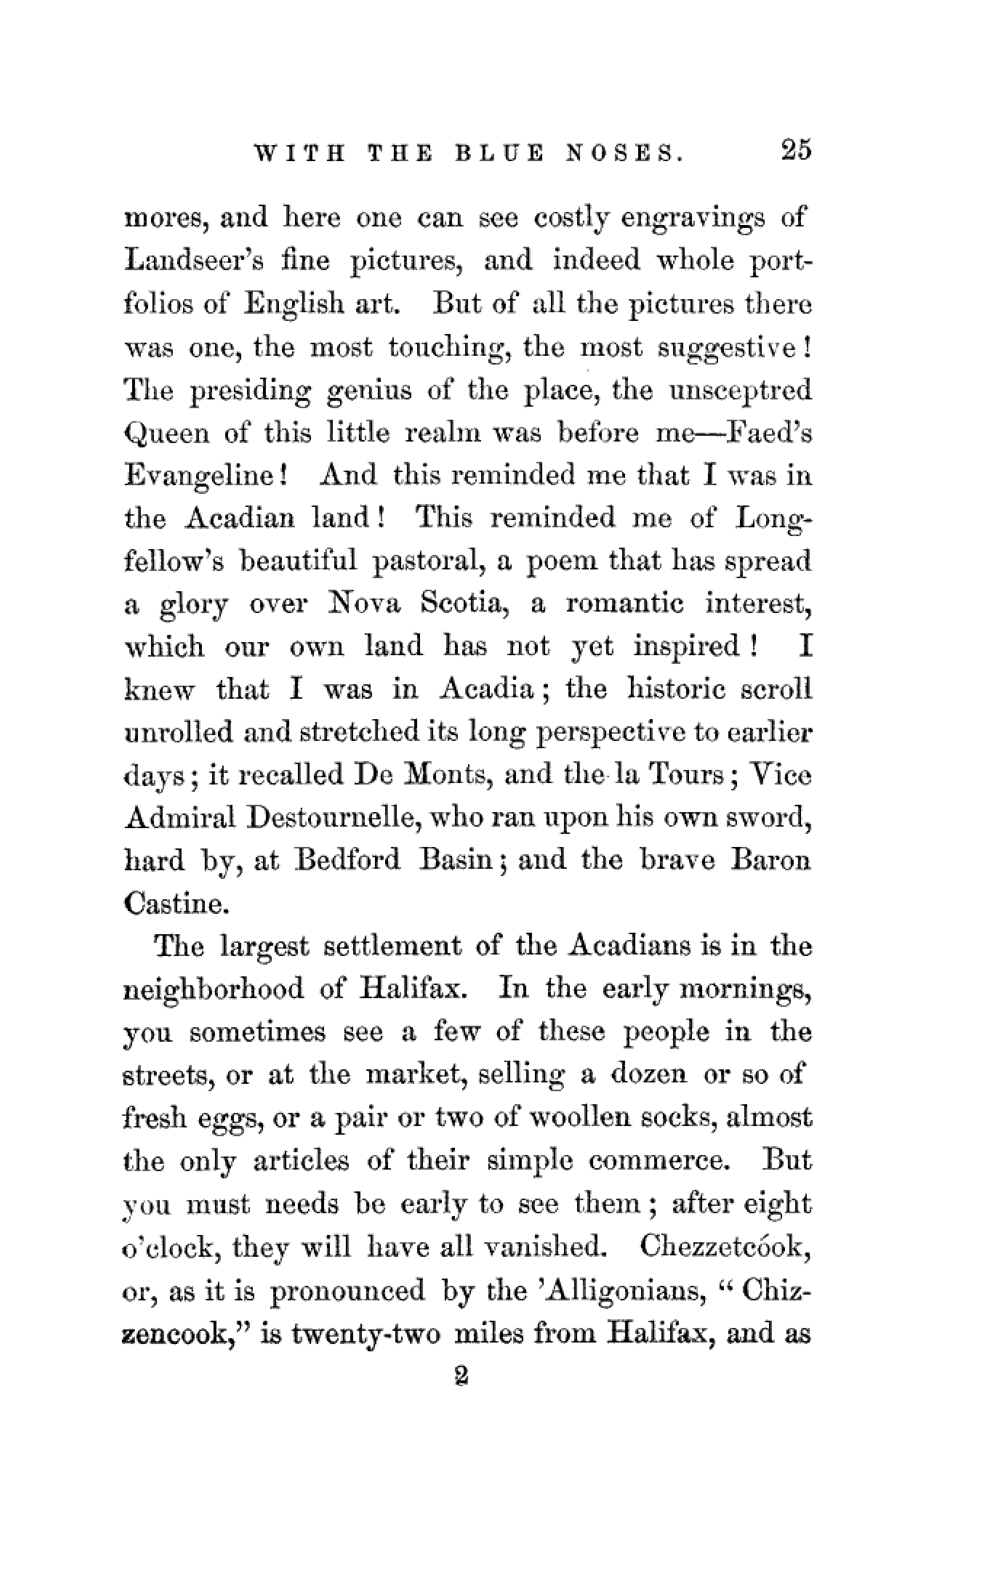 WITH THE BLUE NOSES. 25
mores, and here one can see costly engravings of
Landseer's fine pictures, and indeed whole port-
folios of English art. But of all the pictures there
was one, the most touching, the most suggestive!
The presiding genius of the place, the unsceptred
Queen of this little realm was before me—Faed's
Evangeline! And this reminded me that I was in
the Acadian land! This reminded me of Long-
fellow's beautiful pastoral, a poem that has spread
a glory over Nova Scotia, a romantic interest,
which our own land has not yet inspired! I
knew that I was in Acadia; the historic scroll
unrolled and stretched its long perspective to earlier
days; it recalled De Monts, and the la Tours; Vice
Admiral Destournelle, who ran upon his own sword,
hard by, at Bedford Basin; and the brave Baron
Castine.
The largest settlement of the Acadians is in the
neighborhood of Halifax. In the early mornings,
you sometimes see a few of these people in the
streets, or at the market, selling a dozen or so of
fresh eggs, or a pair or two of woollen socks, almost
the only articles of their simple commerce. But
you must needs be early to see them; after eight
o'clock, they will have all vanished. Chezzetcóok,
or, as it is pronounced by the 'Alligonians, "Chiz-
zencook," is twenty-two miles from Halifax, and as
2